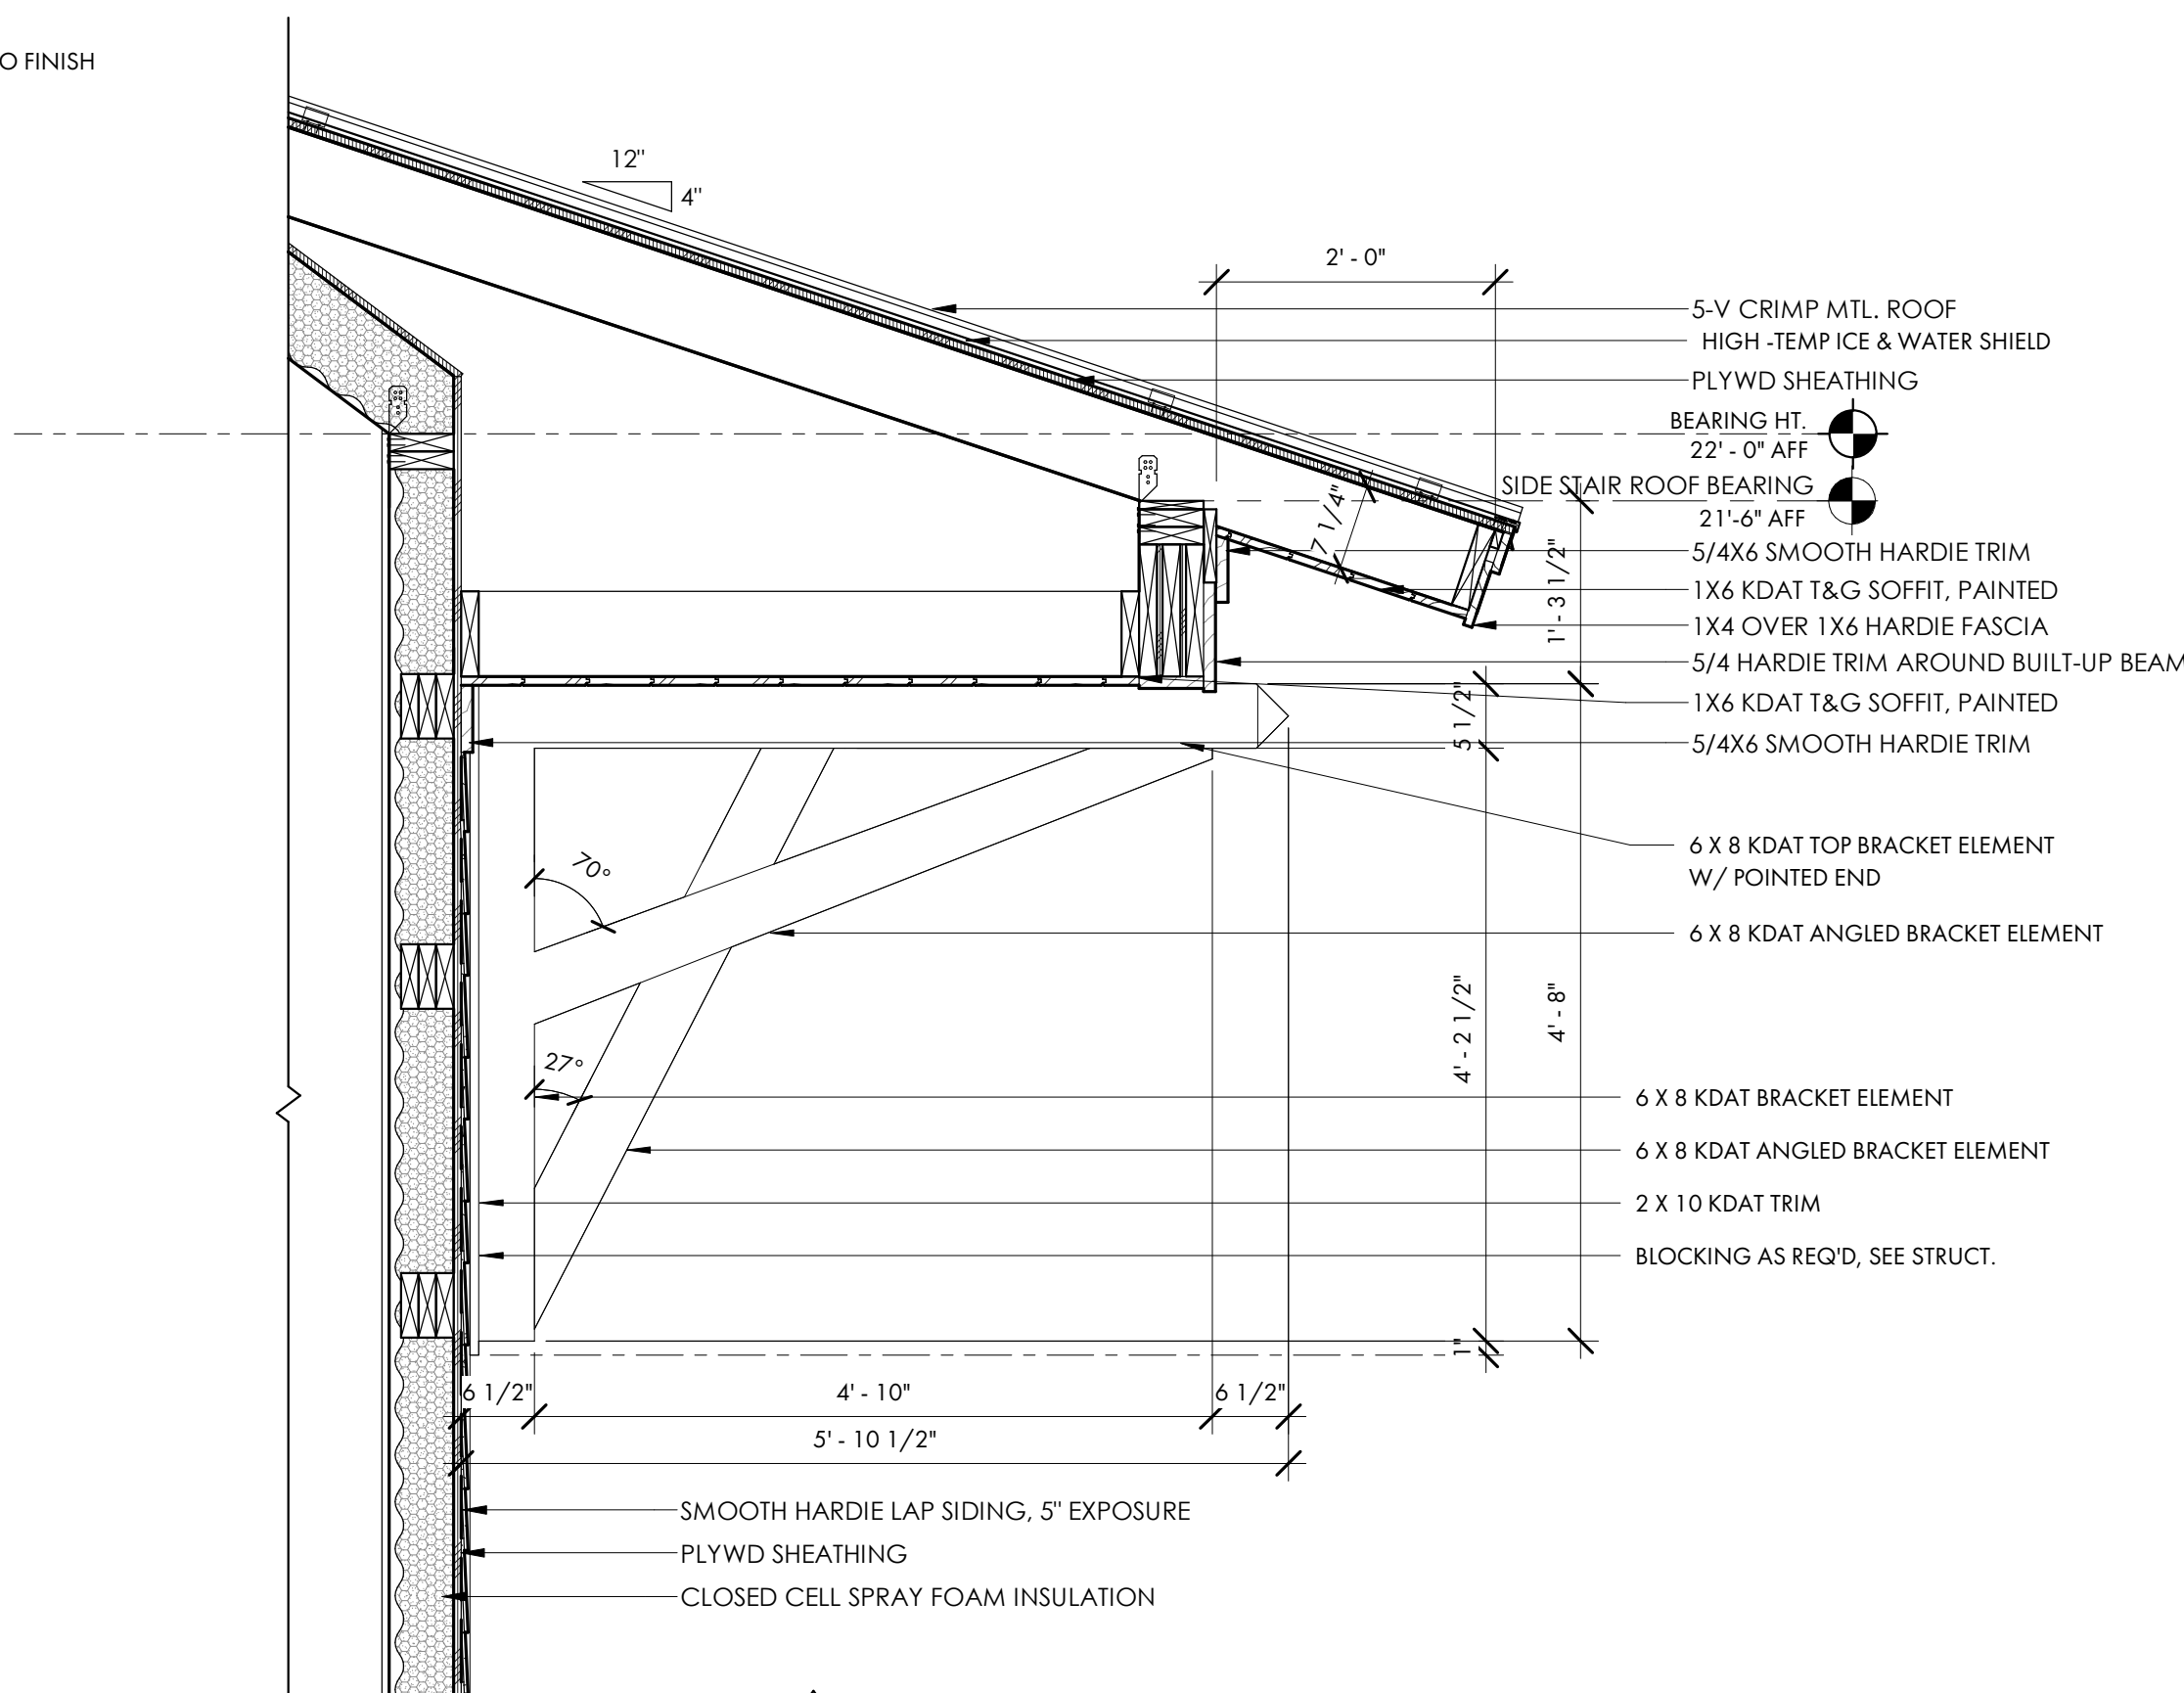 O FINISH
12"
4"
2' - 0"
5-V CRIMP MTL. ROOF
HIGH -TEMP ICE & WATER SHIELD
PLYWD SHEATHING
BEARING HT.
22' - 0" AFF
SIDE STAIR ROOF BEARING
21'-6" AFF
7 1/4"
1' - 3 1/2"
5/4X6 SMOOTH HARDIE TRIM
1X6 KDAT T&G SOFFIT, PAINTED
1X4 OVER 1X6 HARDIE FASCIA
5/4 HARDIE TRIM AROUND BUILT-UP BEAM
1X6 KDAT T&G SOFFIT, PAINTED
5 1/2"
5/4X6 SMOOTH HARDIE TRIM
6 X 8 KDAT TOP BRACKET ELEMENT
W/ POINTED END
70°
6 X 8 KDAT ANGLED BRACKET ELEMENT
4' - 2 1/2"
4' - 8"
27°
6 X 8 KDAT BRACKET ELEMENT
6 X 8 KDAT ANGLED BRACKET ELEMENT
2 X 10 KDAT TRIM
BLOCKING AS REQ'D, SEE STRUCT.
1"
6 1/2"
4' - 10"
6 1/2"
5' - 10 1/2"
SMOOTH HARDIE LAP SIDING, 5" EXPOSURE
PLYWD SHEATHING
CLOSED CELL SPRAY FOAM INSULATION